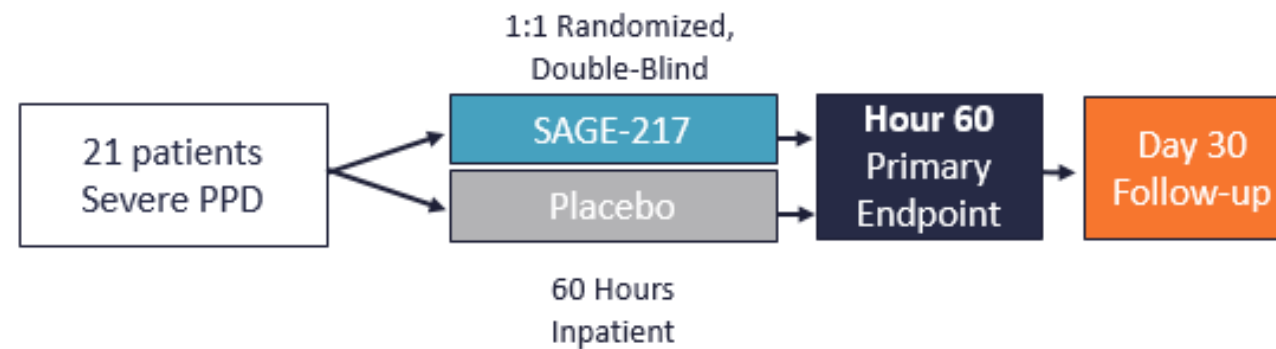 1:1 Randomized,
Double-Blind
21 patients
Severe PPD
SAGE-217
Placebo
Hour 60
Primary
Endpoint
Day 30
Follow-up
60 Hours
Inpatient